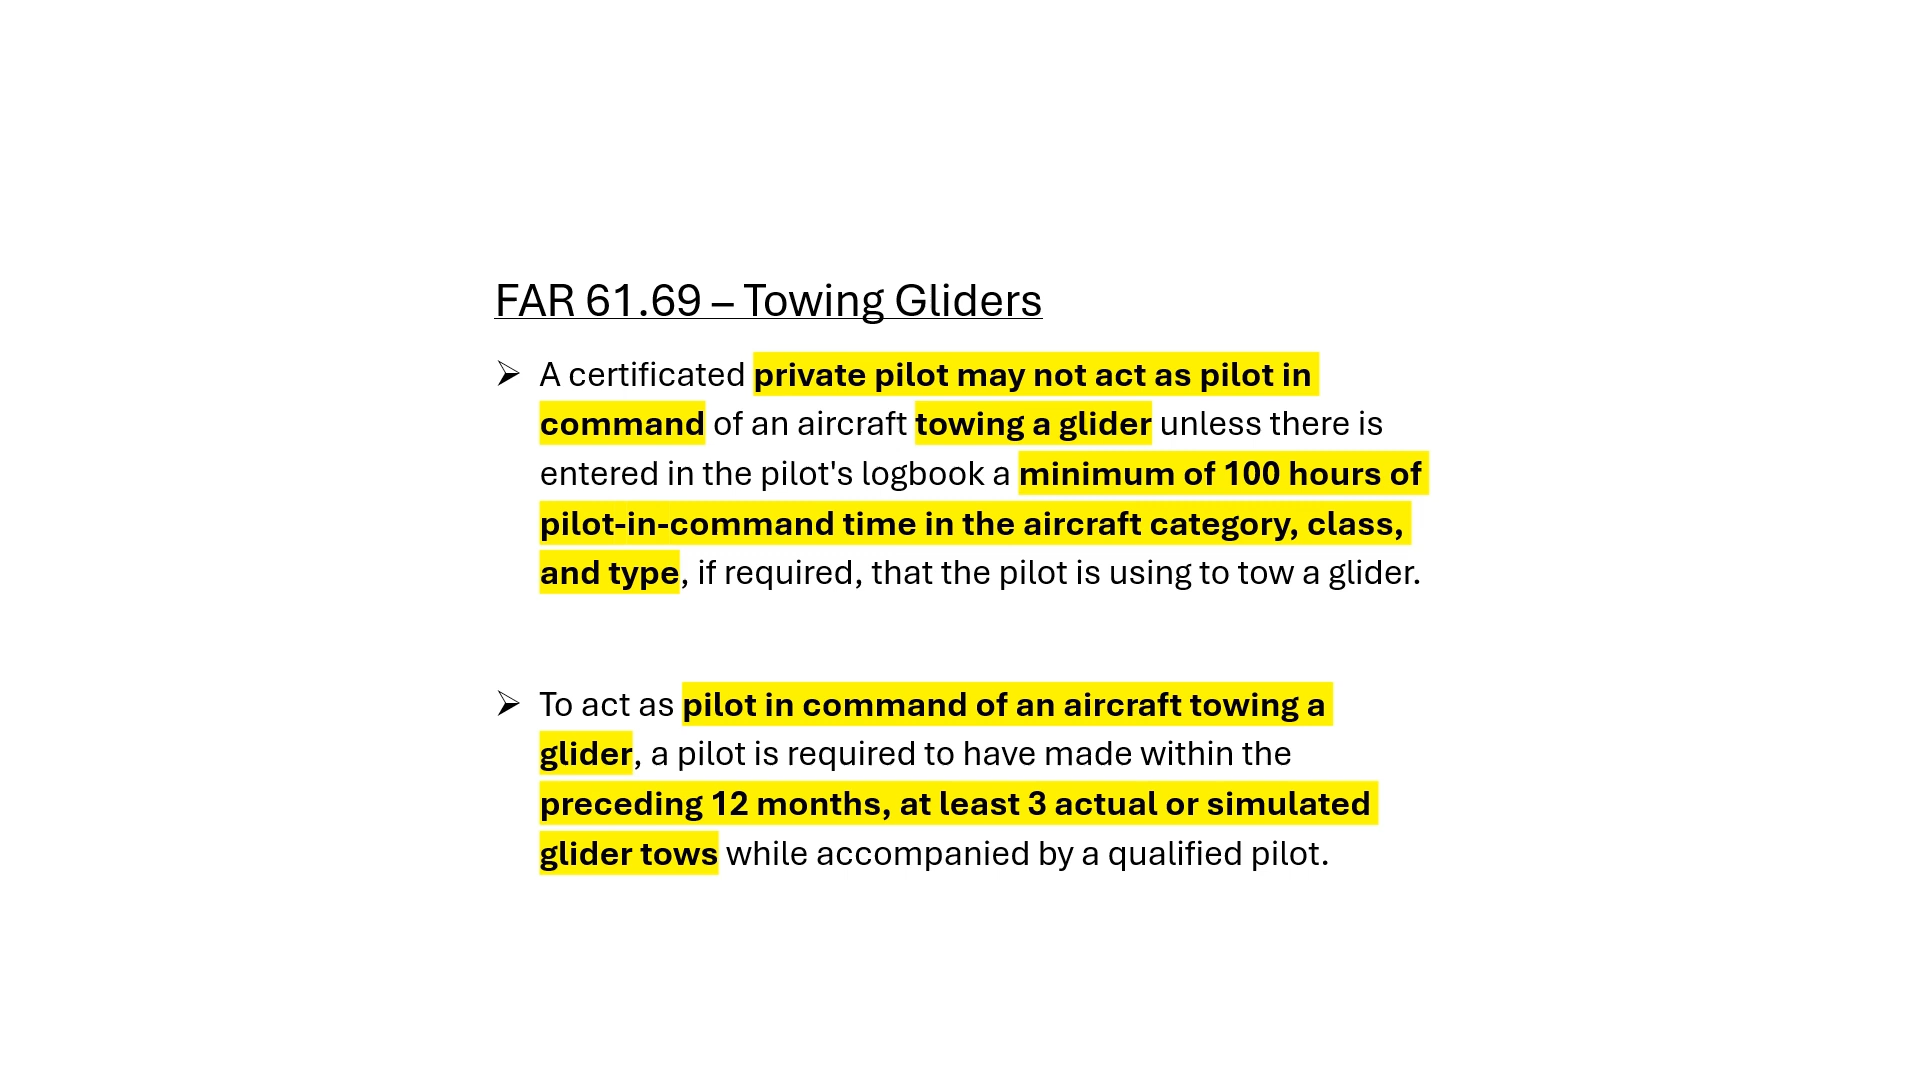 FAR 61.69 – Towing Gliders
➢ A certificated private pilot may not act as pilot in
command of an aircraft towing a glider unless there is
entered in the pilot's logbook a minimum of 100 hours of
pilot-in-command time in the aircraft category, class,
and type, if required, that the pilot is using to tow a glider.
➢ To act as pilot in command of an aircraft towing a
glider, a pilot is required to have made within the
preceding 12 months, at least 3 actual or simulated
glider tows while accompanied by a qualified pilot.